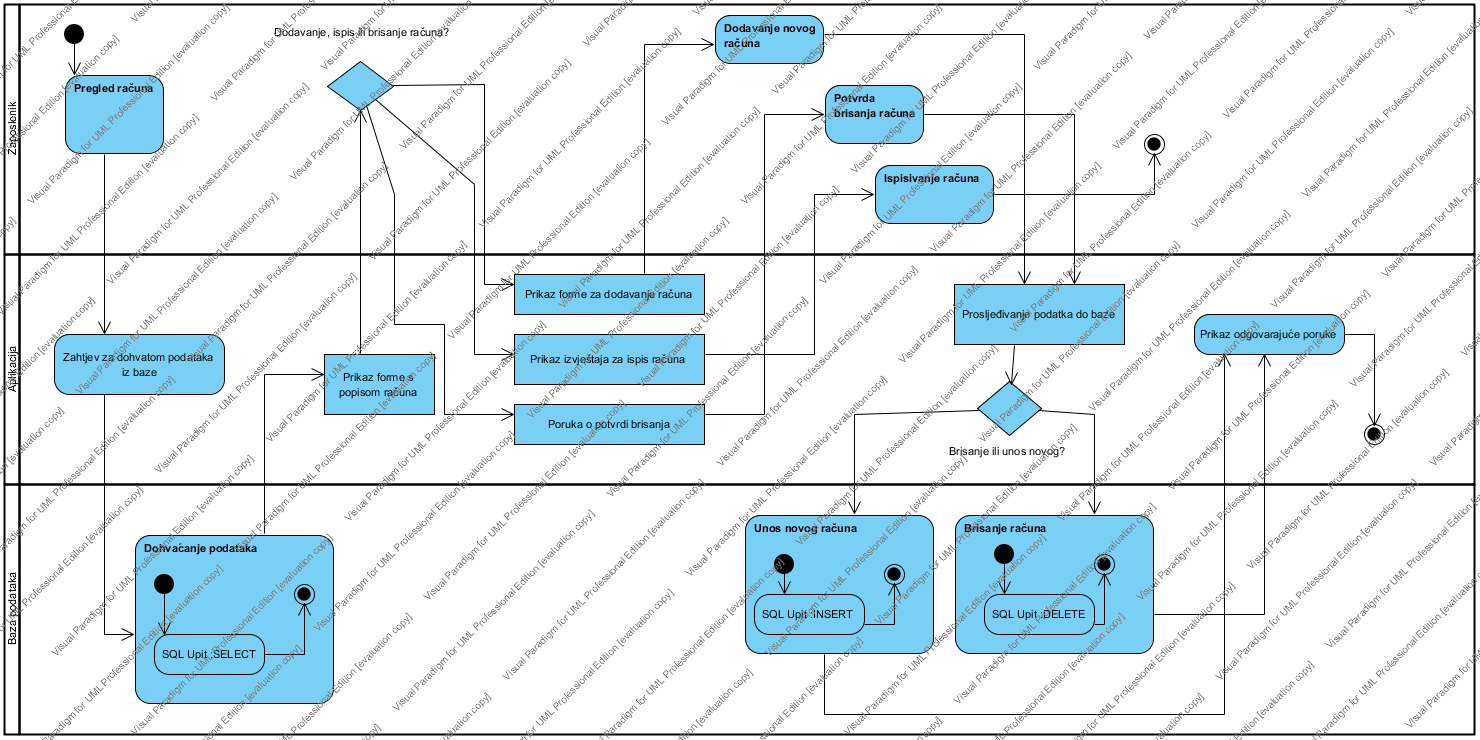 Zaposlenik
Dodavanje, ispis ili brisanje računa?
Pregled računa
Dodavanje novog
računa
Potvrda
brisanja računa
Ispisivanje računa
Aplikacija
Zahtjev za dohvatom podataka
iz baze
Prikaz forme s
popisom računa
Prikaz forme za dodavanje računa
Prikaz izvještaja za ispis računa
Poruka o potvrdi brisanja
Prosljeđivanje podatka do baze
Brisanje ili unos novog?
Prikaz odgovarajuće poruke
Baza podataka
Dohvaćanje podataka
SQL Upit :SELECT
Unos novog računa
SQL Upit :INSERT
Brisanje računa
SQL Upit :DELETE
Visual Paradigm for UML Professional Edition [evaluation copy]